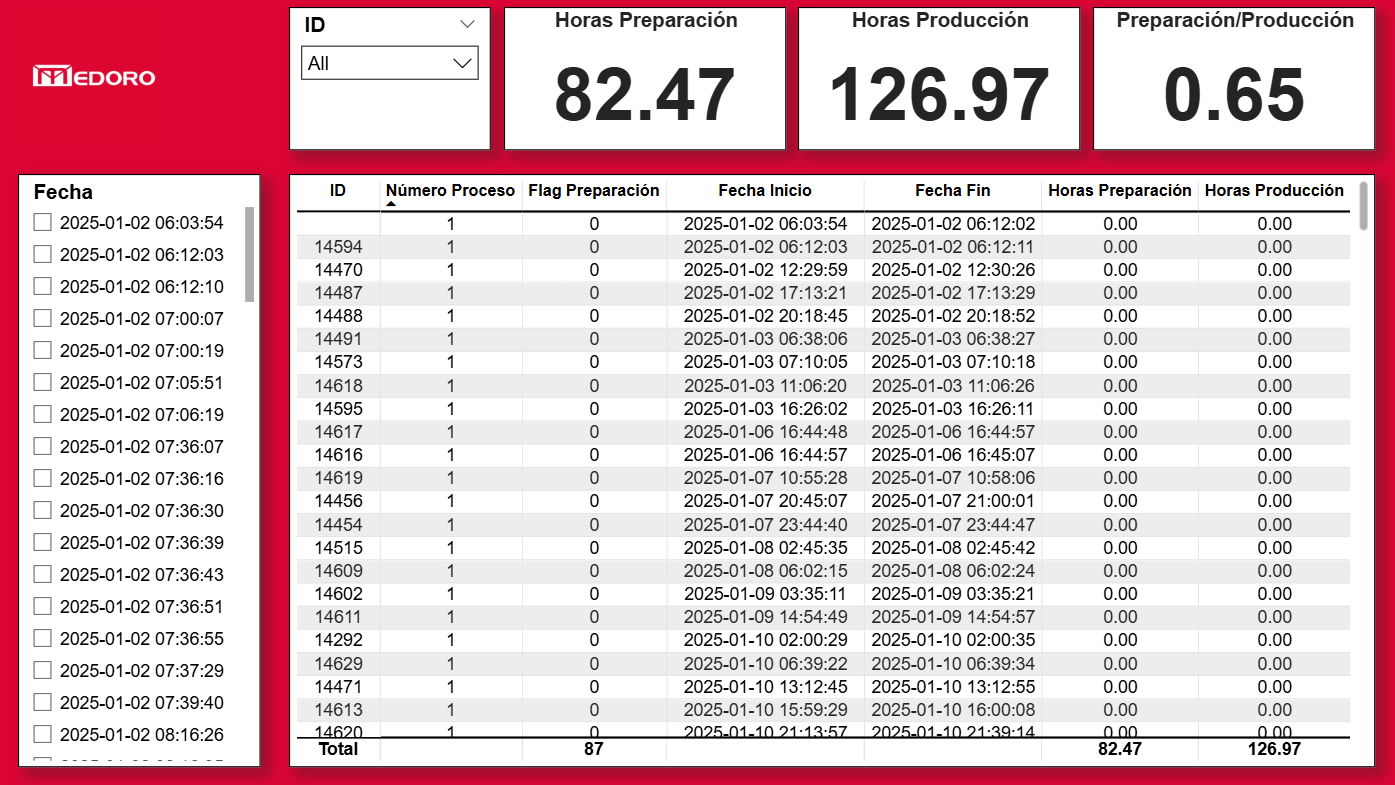 MEDORO
ID
All
Horas Preparación
82.47
Horas Producción
126.97
Preparación/Producción
0.65
Fecha
2025-01-02 06:03:54
2025-01-02 06:12:03
2025-01-02 06:12:10
2025-01-02 07:00:07
2025-01-02 07:00:19
2025-01-02 07:05:51
2025-01-02 07:06:19
2025-01-02 07:36:07
2025-01-02 07:36:16
2025-01-02 07:36:30
2025-01-02 07:36:39
2025-01-02 07:36:43
2025-01-02 07:36:51
2025-01-02 07:36:55
2025-01-02 07:37:29
2025-01-02 07:39:40
2025-01-02 08:16:26
ID Número Proceso Flag Preparación Fecha Inicio Fecha Fin Horas Preparación Horas Producción
1 0 2025-01-02 06:03:54 2025-01-02 06:12:02 0.00 0.00
14594 1 0 2025-01-02 06:12:03 2025-01-02 06:12:11 0.00 0.00
14470 1 0 2025-01-02 12:29:59 2025-01-02 12:30:26 0.00 0.00
14487 1 0 2025-01-02 17:13:21 2025-01-02 17:13:29 0.00 0.00
14488 1 0 2025-01-02 20:18:45 2025-01-02 20:18:52 0.00 0.00
14491 1 0 2025-01-03 06:38:06 2025-01-03 06:38:27 0.00 0.00
14573 1 0 2025-01-03 07:10:05 2025-01-03 07:10:18 0.00 0.00
14618 1 0 2025-01-03 11:06:20 2025-01-03 11:06:26 0.00 0.00
14595 1 0 2025-01-03 16:26:02 2025-01-03 16:26:11 0.00 0.00
14617 1 0 2025-01-06 16:44:48 2025-01-06 16:44:57 0.00 0.00
14616 1 0 2025-01-06 16:44:57 2025-01-06 16:45:07 0.00 0.00
14619 1 0 2025-01-07 10:55:28 2025-01-07 10:58:06 0.00 0.00
14456 1 0 2025-01-07 20:45:07 2025-01-07 21:00:01 0.00 0.00
14454 1 0 2025-01-07 23:44:40 2025-01-07 23:44:47 0.00 0.00
14515 1 0 2025-01-08 02:45:35 2025-01-08 02:45:42 0.00 0.00
14609 1 0 2025-01-08 06:02:15 2025-01-08 06:02:24 0.00 0.00
14602 1 0 2025-01-09 03:35:11 2025-01-09 03:35:21 0.00 0.00
14611 1 0 2025-01-09 14:54:49 2025-01-09 14:54:57 0.00 0.00
14292 1 0 2025-01-10 02:00:29 2025-01-10 02:00:35 0.00 0.00
14629 1 0 2025-01-10 06:39:22 2025-01-10 06:39:34 0.00 0.00
14471 1 0 2025-01-10 13:12:45 2025-01-10 13:12:55 0.00 0.00
14613 1 0 2025-01-10 15:59:29 2025-01-10 16:00:08 0.00 0.00
14620 1 0 2025-01-10 21:13:57 2025-01-10 21:39:14 0.00 0.00
Total 87 82.47 126.97